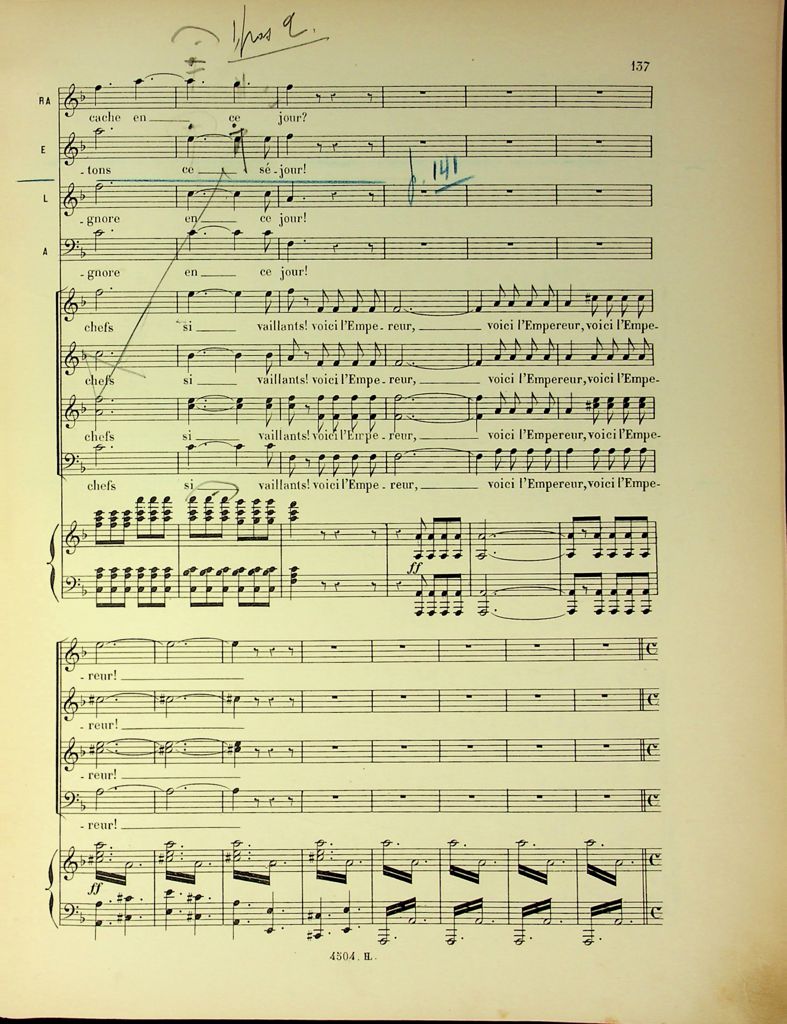 137
RA
cache en ce jour?
E
- tons ce sé - jour!
p. 141
L
- gnore en ce jour!
A
gnore en ce jour!
chefs si vaillants! voici l'Empe - reur, voici l'Empereur, voici l'Empe-
chefs si vaillants! voici l'Empe - reur, voici l'Empereur, voici l'Empe-
chefs si vaillants! voici l'Empe - reur, voici l'Empereur, voici l'Empe-
chefs si vaillants! voici l'Empe - reur, voici l'Empereur, voici l'Empe-
ff
- reur!
- reur!
- reur!
- reur!
ff
4504. H.